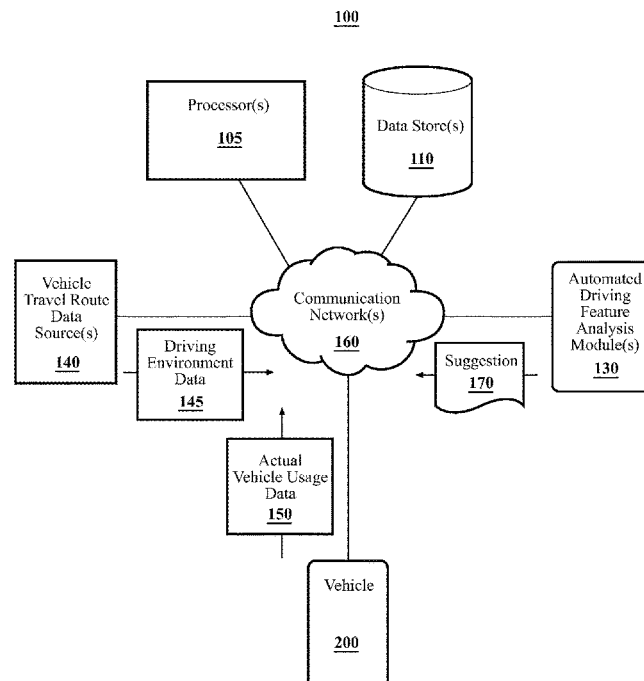 100
Processor(s)
105
Data Store(s)
110
Vehicle
Travel Route
Data
Source(s)
140
Driving
Environment
Data
145
Communication
Network(s)
160
Automated
Driving
Feature
Analysis
Module(s)
130
Suggestion
170
Actual
Vehicle Usage
Data
150
Vehicle
200